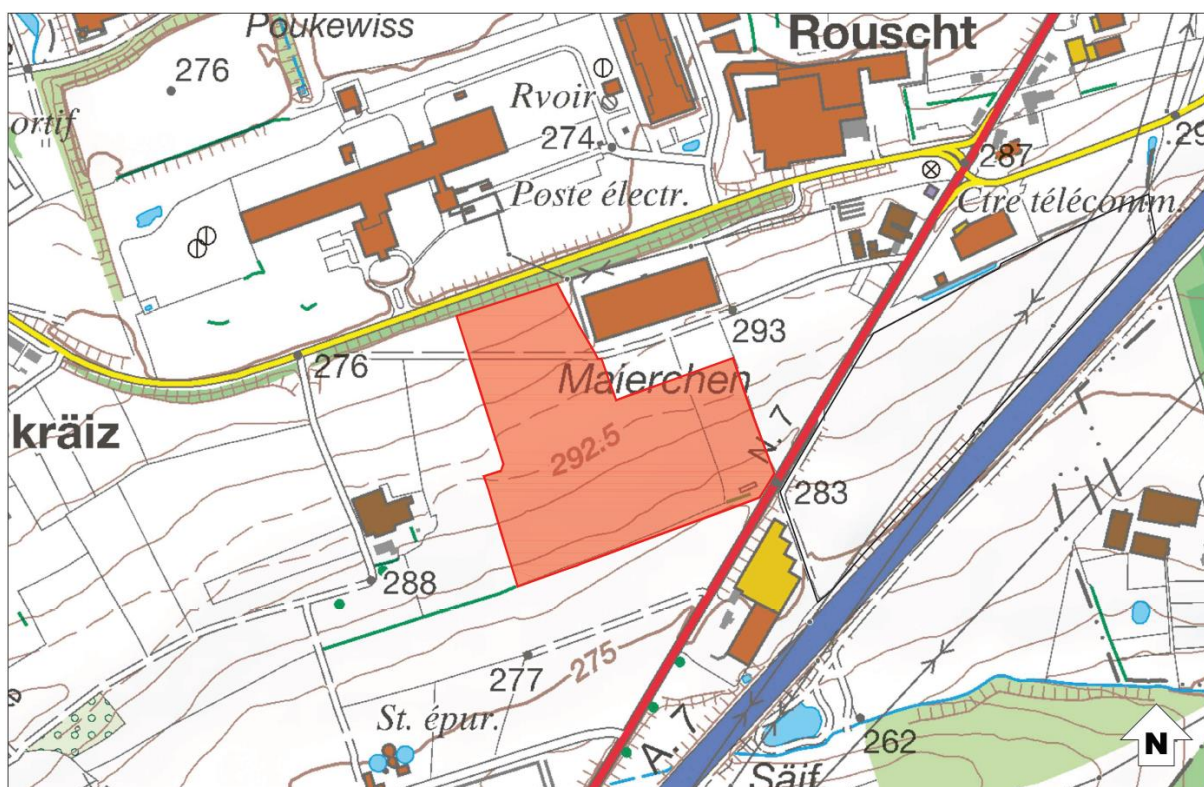 Poukewiss
Rouscht
276
Rvoir
ortif
274
287
29
Poste électr.
Ctre télécomm.
293
276
Maierchen
kräiz
292.5
N. 7
283
288
277
275
St. épur.
A. 7
262
N
Säif